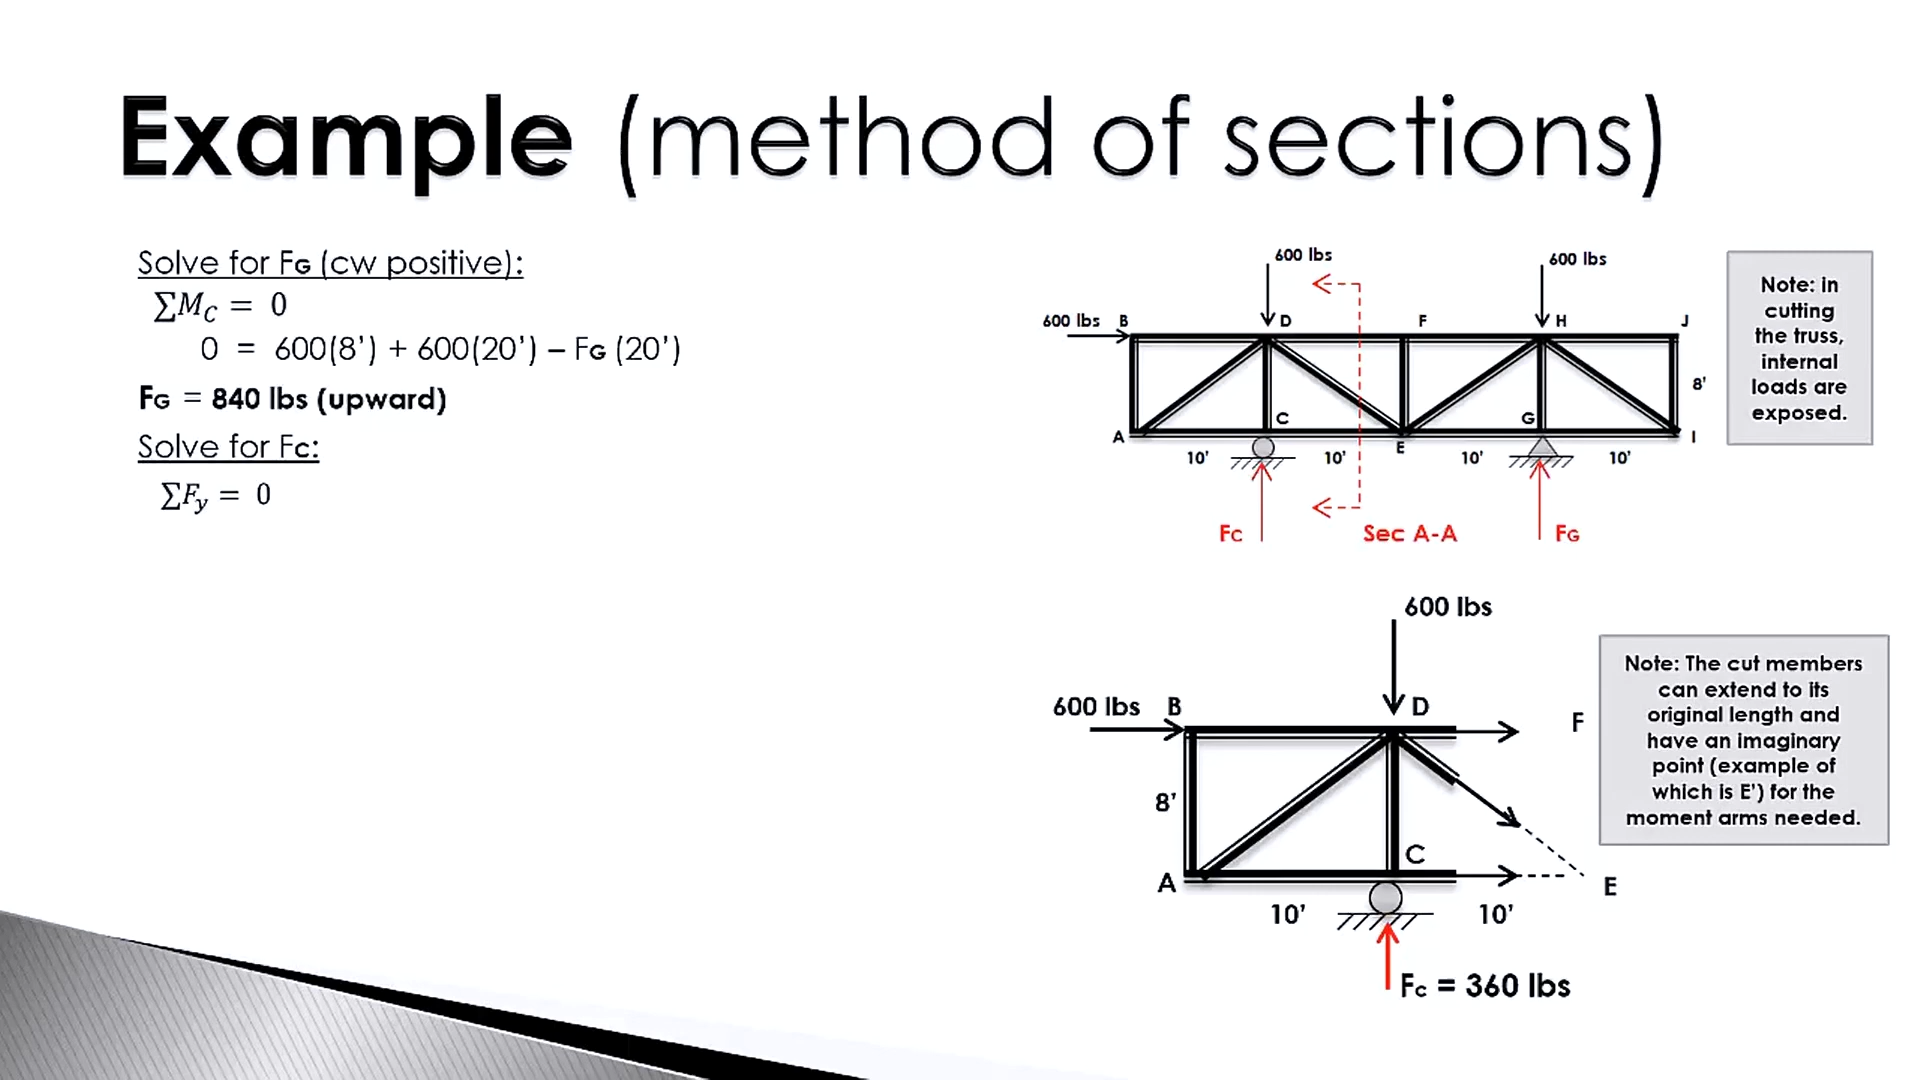 Example (method of sections)
Solve for FG (cw positive):
∑M_C = 0
0 = 600(8’) + 600(20’) – FG (20’)
FG = 840 lbs (upward)
Solve for FC:
∑F_y = 0
600 lbs
600 lbs
600 lbs
B
D
F
H
J
8'
A
C
E
G
I
10'
10'
10'
10'
FC
Sec A-A
FG
Note: in
cutting
the truss,
internal
loads are
exposed.
600 lbs
600 lbs
B
D
F
8’
A
C
E
10’
10’
Fc = 360 lbs
Note: The cut members
can extend to its
original length and
have an imaginary
point (example of
which is E’) for the
moment arms needed.